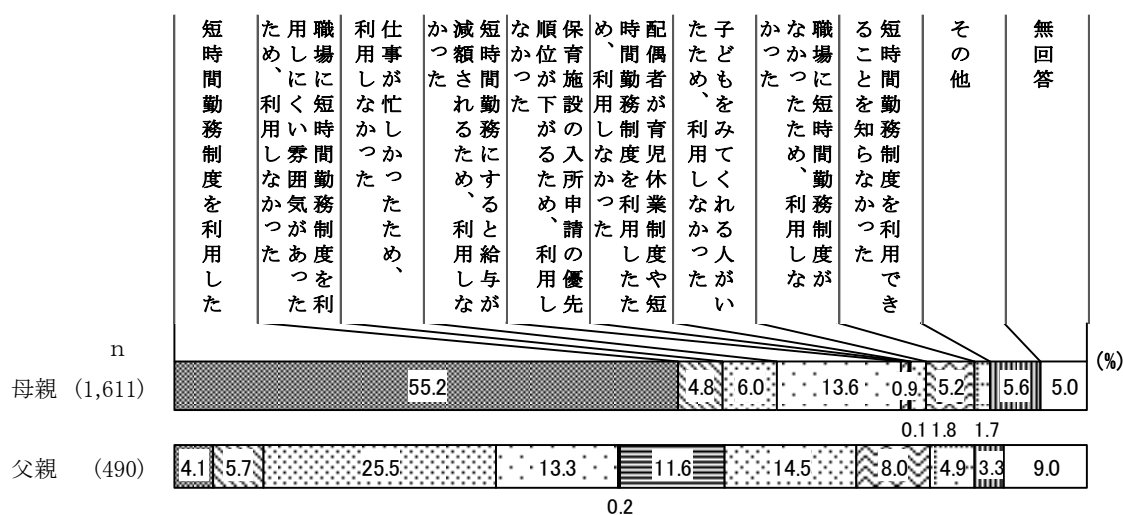 短時間勤務制度を利用した
職場に短時間勤務制度を利
用しにくい雰囲気があった
ため、利用しなかった
仕事が忙しかったため、
利用しなかった
短時間勤務にすると給与が
減額されるため、利用しな
かった
保育施設の入所申請の優先
順位が下がるため、利用し
なかった
配偶者が育児休業制度や短
時間勤務制度を利用したた
め、利用しなかった
子どもをみてくれる人がい
たため、利用しなかった
職場に短時間勤務制度が
なかったため、利用しな
かった
短時間勤務制度を利用でき
ることを知らなかった
その他
無回答
n
(%)
母親 (1,611) 55.2 4.8 6.0 13.6 0.9 5.2 5.6 5.0
0.1 1.8 1.7
父親 (490) 4.1 5.7 25.5 13.3 11.6 14.5 8.0 4.9 3.3 9.0
0.2